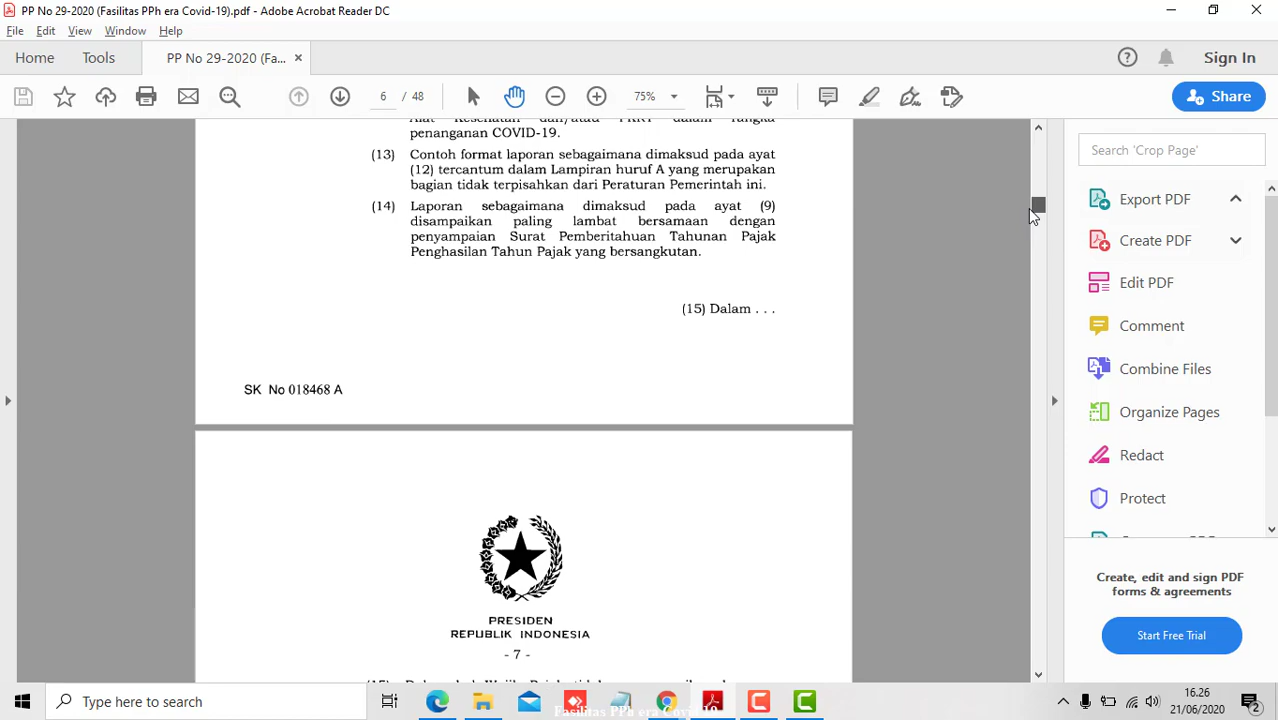 PP No 29-2020 (Fasilitas PPh era Covid-19).pdf - Adobe Acrobat Reader DC
File Edit View Window Help
Home Tools PP No 29-2020 (Fa... × Sign In
6 / 48 75% Share
Alat Kesehatan dan/atau PKRT dalam rangka
penanganan COVID-19.
(13) Contoh format laporan sebagaimana dimaksud pada ayat
(12) tercantum dalam Lampiran huruf A yang merupakan
bagian tidak terpisahkan dari Peraturan Pemerintah ini.
(14) Laporan sebagaimana dimaksud pada ayat (9)
disampaikan paling lambat bersamaan dengan
penyampaian Surat Pemberitahuan Tahunan Pajak
Penghasilan Tahun Pajak yang bersangkutan.
(15) Dalam . . .
SK No 018468 A
PRESIDEN
REPUBLIK INDONESIA
- 7 -
Search 'Crop Page'
Export PDF
Create PDF
Edit PDF
Comment
Combine Files
Organize Pages
Redact
Protect
Create, edit and sign PDF
forms & agreements
Start Free Trial
Type here to search
Fasilitas PPh era Covid-19
16.26
21/06/2020
2